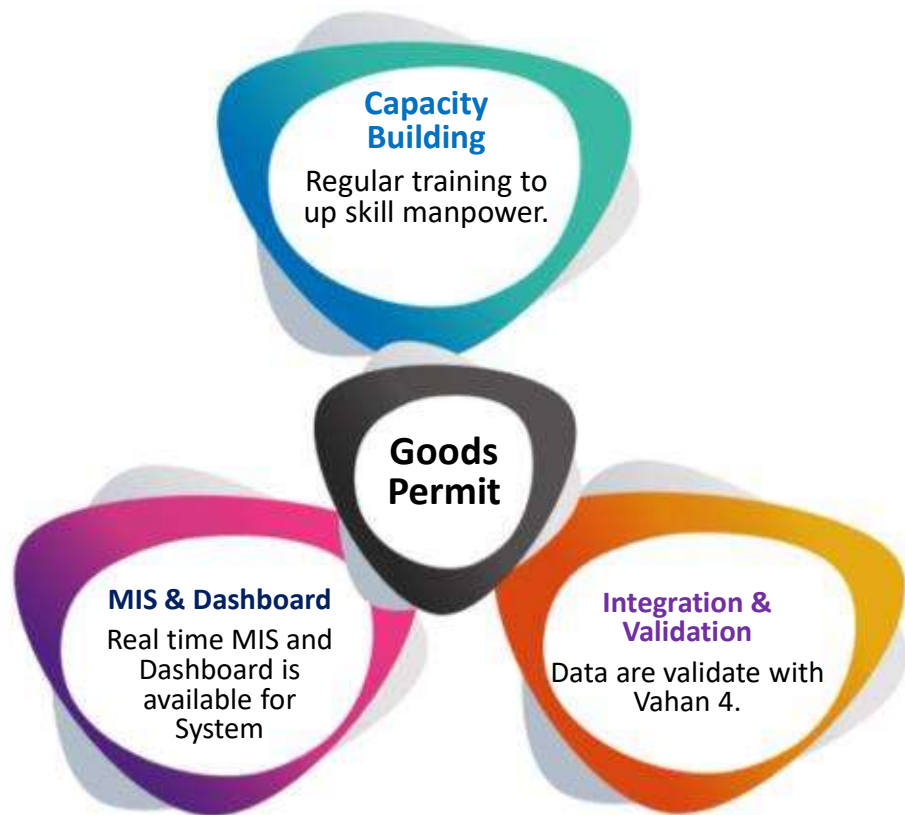 Capacity
Building
Regular training to
up skill manpower.
Goods
Permit
MIS & Dashboard
Real time MIS and
Dashboard is
available for
System
Integration &
Validation
Data are validate with
Vahan 4.